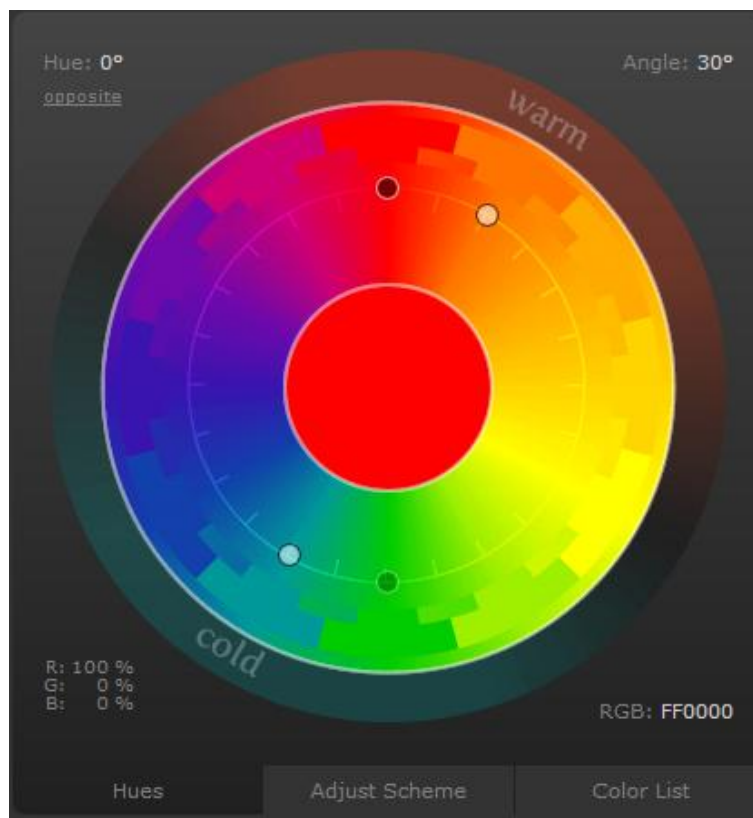 Hue: 0° Angle: 30°
opposite
warm
cold
R: 100 %
G: 0 %
B: 0 %
RGB: FF0000
Hues Adjust Scheme Color List